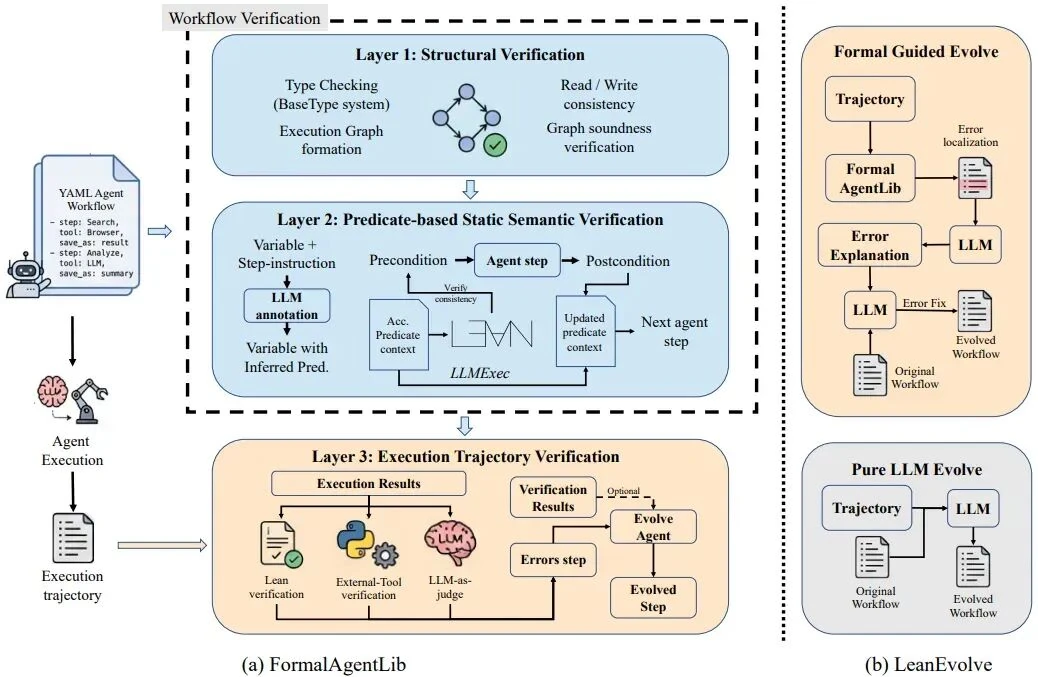 Workflow Verification
Layer 1: Structural Verification
Type Checking
(BaseType system)
Execution Graph
formation
Read / Write
consistency
Graph soundness
verification
YAML Agent
Workflow
- step: Search,
tool: Browser,
save_as: result
- step: Analyze,
tool: LLM,
save_as: summary
Layer 2: Predicate-based Static Semantic Verification
Variable +
Step-instruction
LLM
annotation
Variable with
Inferred Pred.
Precondition
Agent step
Postcondition
Verify
consistency
Acc.
Predicate
context
LEAN
Updated
predicate
context
Next agent
step
LLMExec
Agent
Execution
Execution
trajectory
Layer 3: Execution Trajectory Verification
Execution Results
Lean
verification
External-Tool
verification
LLM
LLM-as-
judge
Verification
Results
Optional
Evolve
Agent
Errors step
Evolved
Step
(a) FormalAgentLib
Formal Guided Evolve
Trajectory
Error
localization
Formal
AgentLib
Error
Explanation
LLM
LLM
Error Fix
Evolved
Workflow
Original
Workflow
Pure LLM Evolve
Trajectory
LLM
Original
Workflow
Evolved
Workflow
(b) LeanEvolve